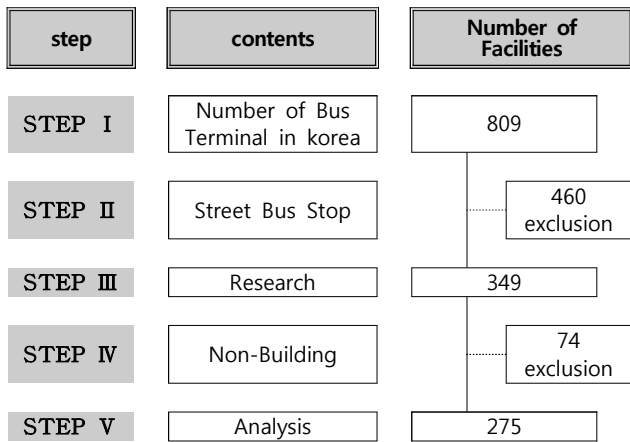 step
contents
Number of
Facilities
STEP Ⅰ
Number of Bus
Terminal in korea
809
STEP Ⅱ
Street Bus Stop
460
exclusion
STEP Ⅲ
Research
349
STEP Ⅳ
Non-Building
74
exclusion
STEP Ⅴ
Analysis
275